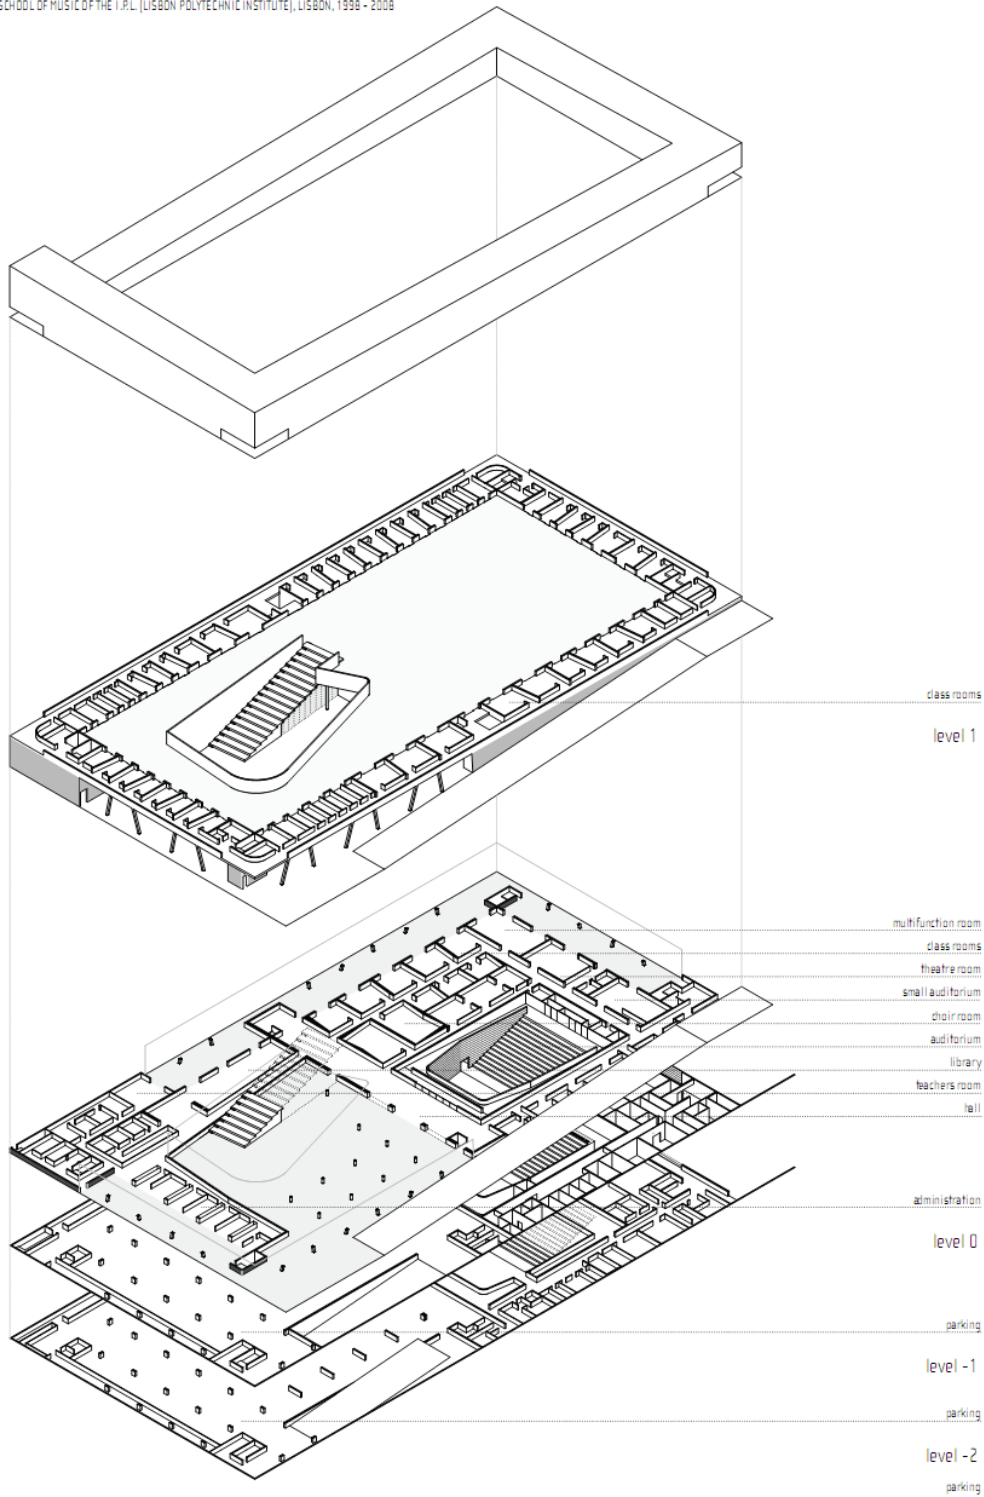 SCHOOL OF MUSIC OF THE I.P.L. (LISBON POLYTECHNIC INSTITUTE), LISBON, 1998 - 2008
class rooms
level 1
multifunction room
class rooms
theatre room
small auditorium
choir room
auditorium
library
teachers room
hall
administration
level 0
parking
level -1
parking
level -2
parking